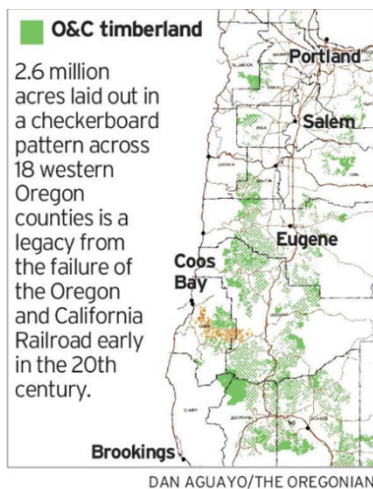 O&C timberland
2.6 million
acres laid out in
a checkerboard
pattern across
18 western
Oregon
counties is a
legacy from
the failure of
the Oregon
and California
Railroad early
in the 20th
century.
Portland
Salem
Eugene
Coos
Bay
Brookings
DAN AGUAYO/THE OREGONIAN